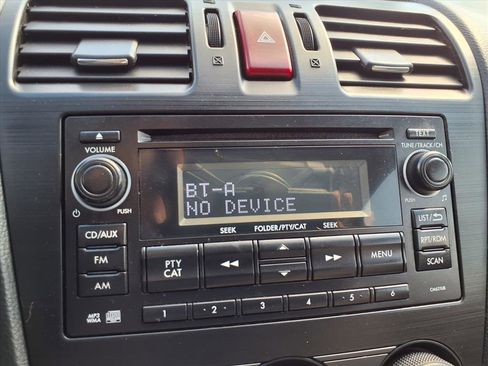 VOLUME
TEXT
TUNE/TRACK/CH
BT-A
NO DEVICE
PUSH
PUSH
SEEK FOLDER/PTY/CAT SEEK
CD/AUX
FM
AM
PTY CAT
MENU
LIST/
RPT/RDM
SCAN
1 2 3 4 5 6
MP3
WMA